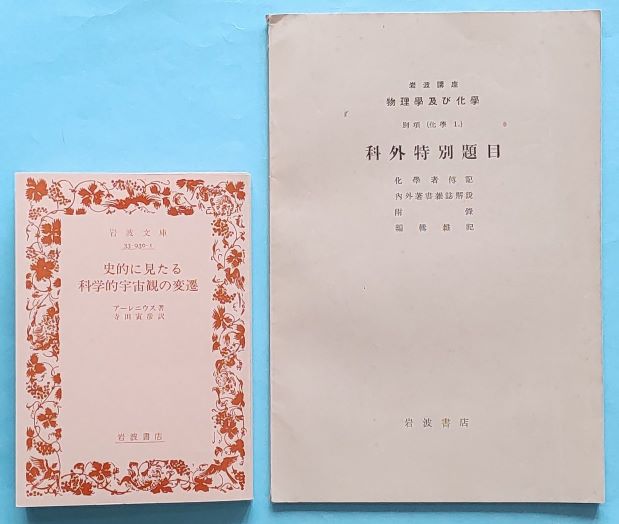 岩波文庫
33-939-1
史的に見たる
科学的宇宙観の変遷
アーレニウス著
寺田寅彦訳
岩波書店
岩波講座
物理學及び化學
別項 (化學 I.)
科外特別題目
化學者傳記
內外著書雜誌解說
附錄
編輯雜記
岩波書店